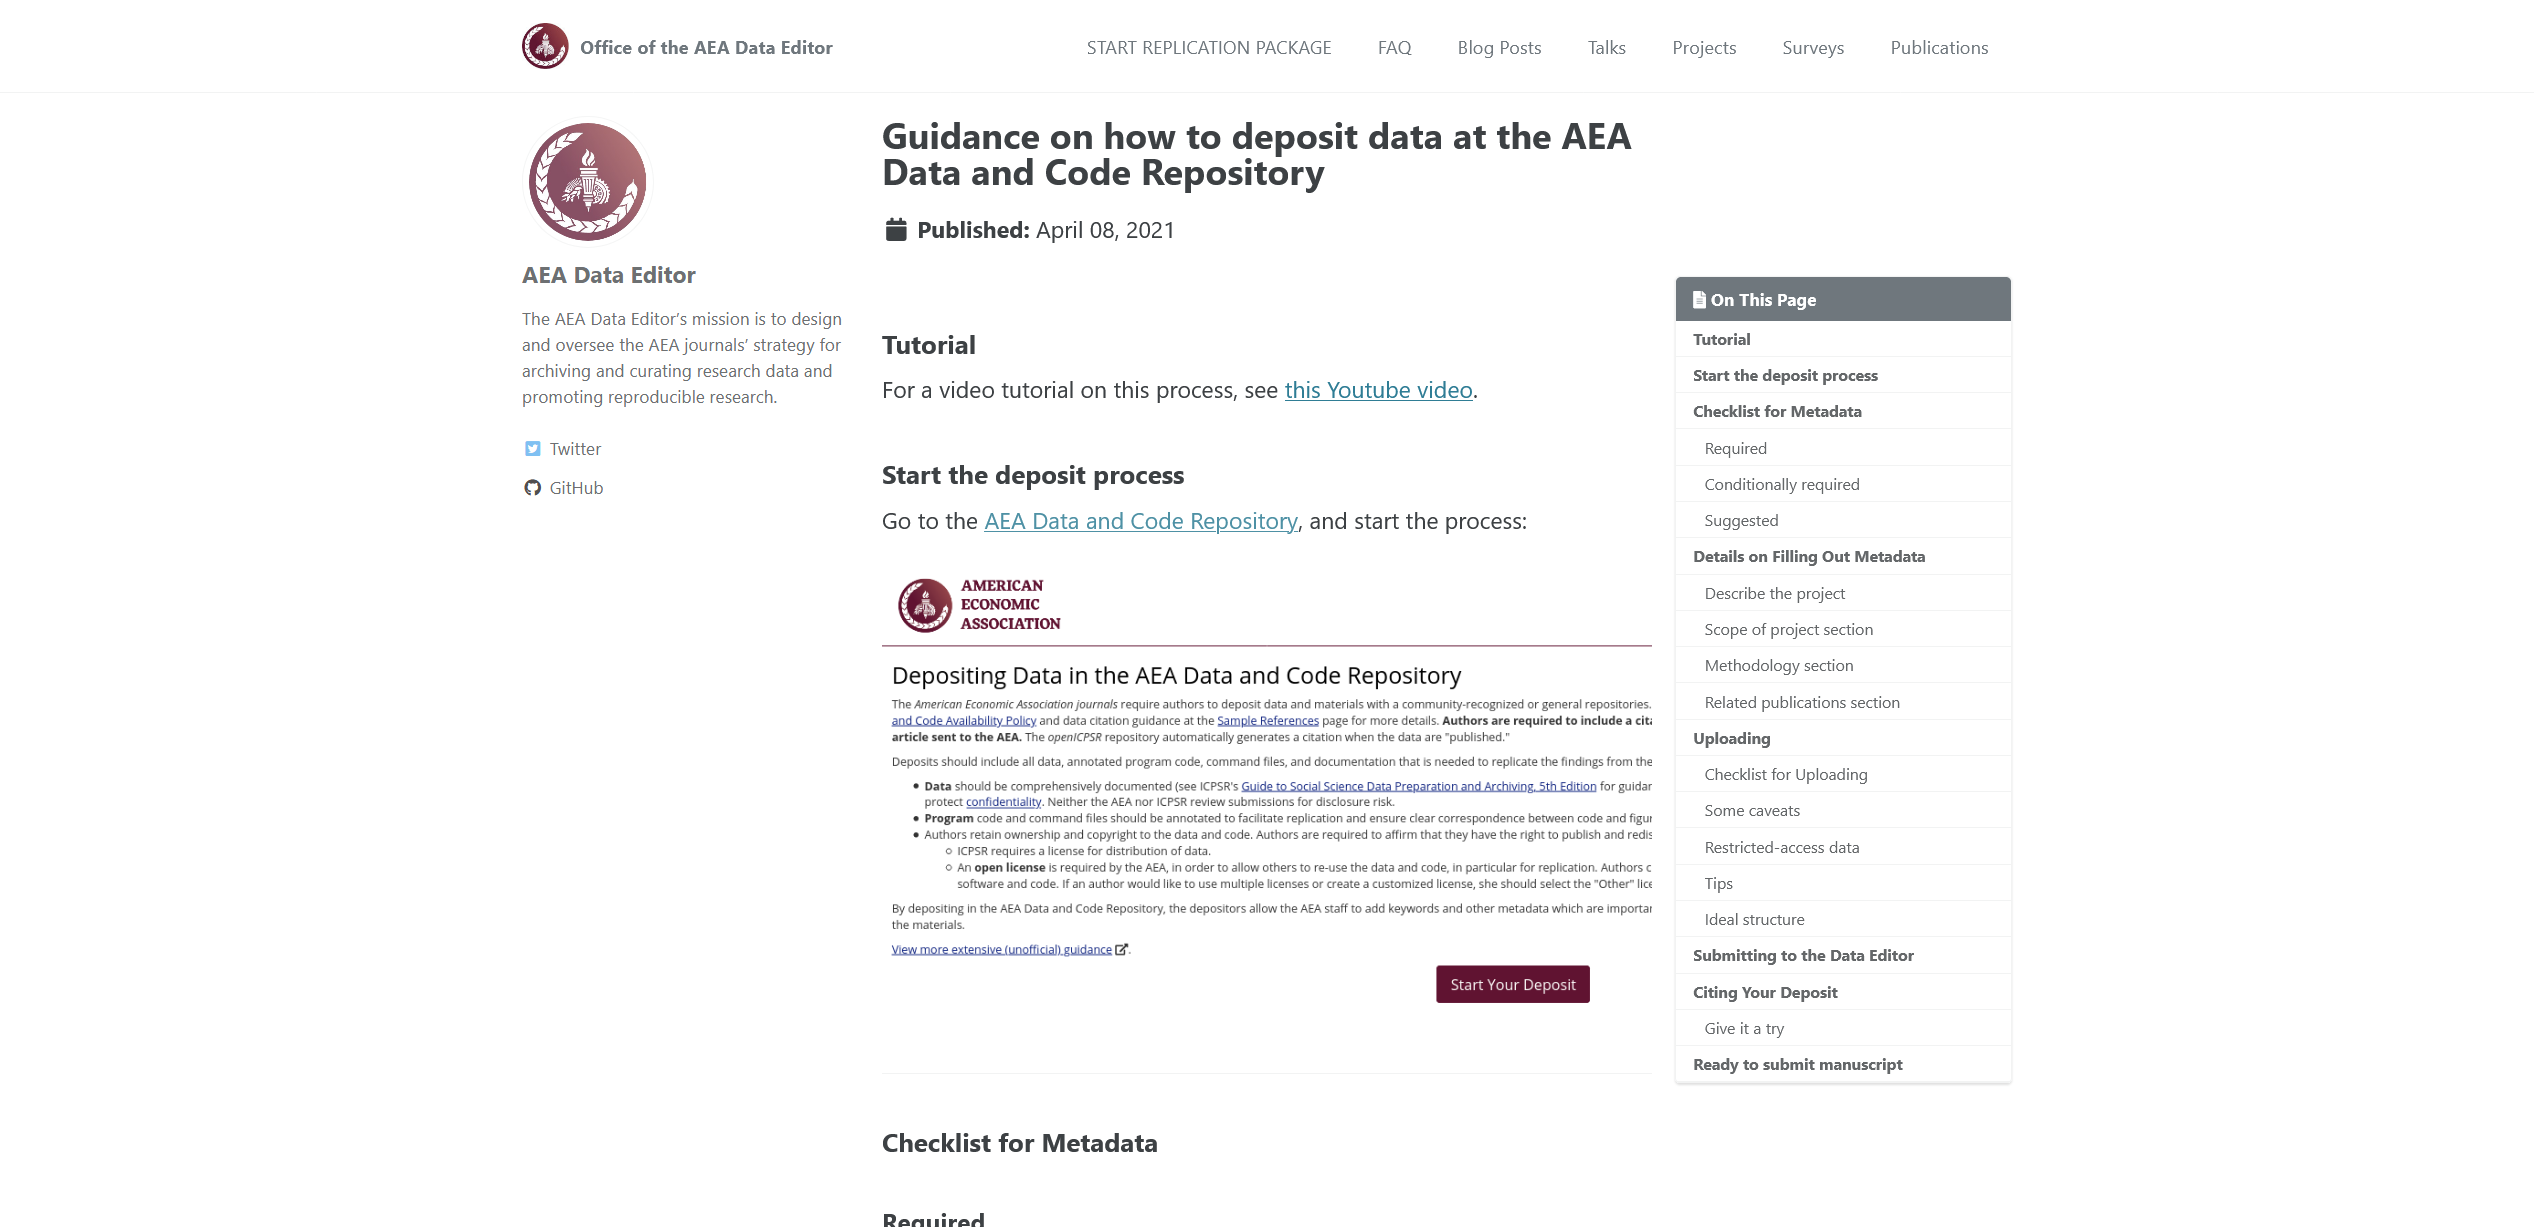 Office of the AEA Data Editor
START REPLICATION PACKAGE FAQ Blog Posts Talks Projects Surveys Publications
AEA Data Editor
The AEA Data Editor’s mission is to design
and oversee the AEA journals’ strategy for
archiving and curating research data and
promoting reproducible research.
Twitter
GitHub
Guidance on how to deposit data at the AEA
Data and Code Repository
Published: April 08, 2021
Tutorial
For a video tutorial on this process, see this Youtube video.
Start the deposit process
Go to the AEA Data and Code Repository, and start the process:
AMERICAN
ECONOMIC
ASSOCIATION
Depositing Data in the AEA Data and Code Repository
The American Economic Association journals require authors to deposit data and materials with a community-recognized or general repositories.
and Code Availability Policy and data citation guidance at the Sample References page for more details. Authors are required to include a cita
article sent to the AEA. The openICPSR repository automatically generates a citation when the data are "published."
Deposits should include all data, annotated program code, command files, and documentation that is needed to replicate the findings from the
Data should be comprehensively documented (see ICPSR's Guide to Social Science Data Preparation and Archiving, 5th Edition for guidan
protect confidentiality. Neither the AEA nor ICPSR review submissions for disclosure risk.
Program code and command files should be annotated to facilitate replication and ensure clear correspondence between code and figur
Authors retain ownership and copyright to the data and code. Authors are required to affirm that they have the right to publish and redis
ICPSR requires a license for distribution of data.
An open license is required by the AEA, in order to allow others to re-use the data and code, in particular for replication. Authors c
software and code. If an author would like to use multiple licenses or create a customized license, she should select the "Other" lice
By depositing in the AEA Data and Code Repository, the depositors allow the AEA staff to add keywords and other metadata which are importan
the materials.
View more extensive (unofficial) guidance .
Start Your Deposit
Checklist for Metadata
Required
On This Page
Tutorial
Start the deposit process
Checklist for Metadata
Required
Conditionally required
Suggested
Details on Filling Out Metadata
Describe the project
Scope of project section
Methodology section
Related publications section
Uploading
Checklist for Uploading
Some caveats
Restricted-access data
Tips
Ideal structure
Submitting to the Data Editor
Citing Your Deposit
Give it a try
Ready to submit manuscript